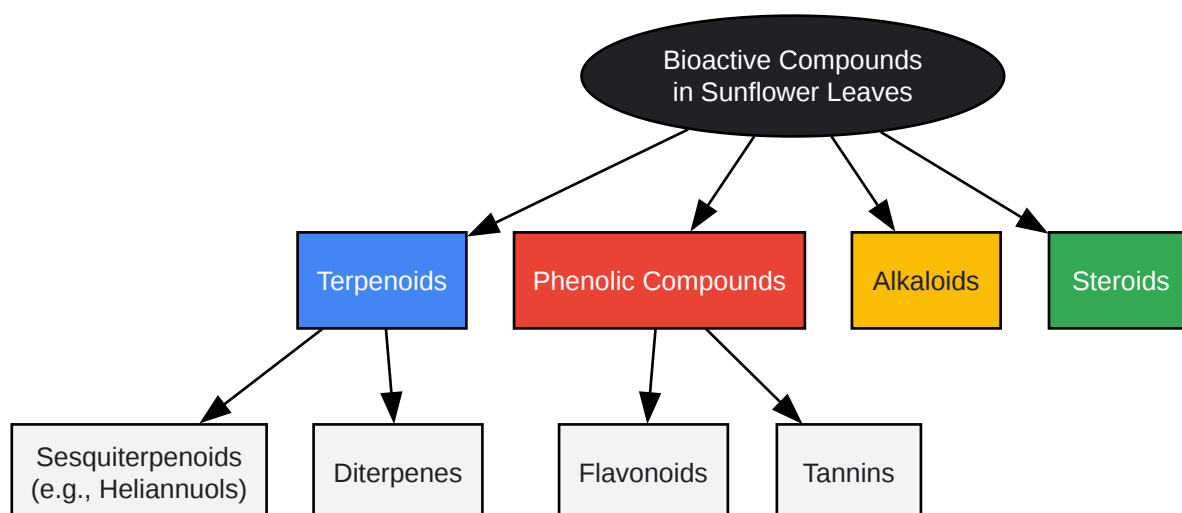 Bioactive Compounds
in Sunflower Leaves
Terpenoids
Phenolic Compounds
Alkaloids
Steroids
Sesquiterpenoids
(e.g., Heliannuols)
Diterpenes
Flavonoids
Tannins